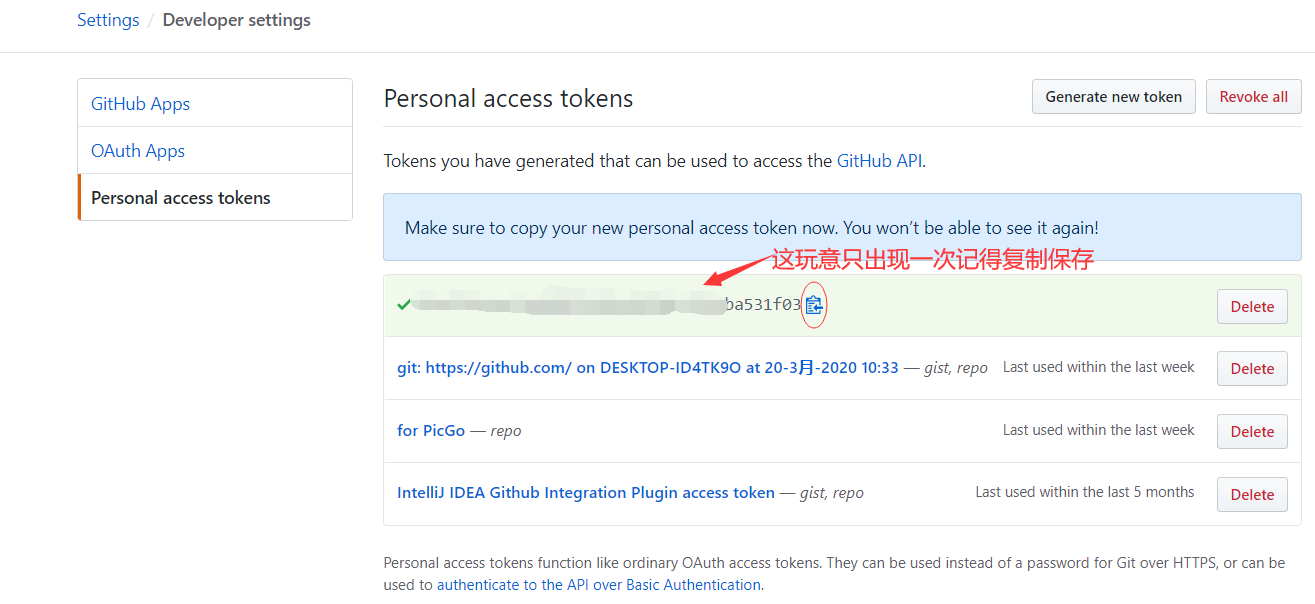 Settings / Developer settings
GitHub Apps
OAuth Apps
Personal access tokens
Personal access tokens
Generate new token
Revoke all
Tokens you have generated that can be used to access the GitHub API.
Make sure to copy your new personal access token now. You won’t be able to see it again!
这玩意只出现一次记得复制保存
ba531f03
Delete
git: https://github.com/ on DESKTOP-ID4TK9O at 20-3月-2020 10:33 — gist, repo
Last used within the last week
Delete
for PicGo — repo
Last used within the last week
Delete
IntelliJ IDEA Github Integration Plugin access token — gist, repo
Last used within the last 5 months
Delete
Personal access tokens function like ordinary OAuth access tokens. They can be used instead of a password for Git over HTTPS, or can be
used to authenticate to the API over Basic Authentication.